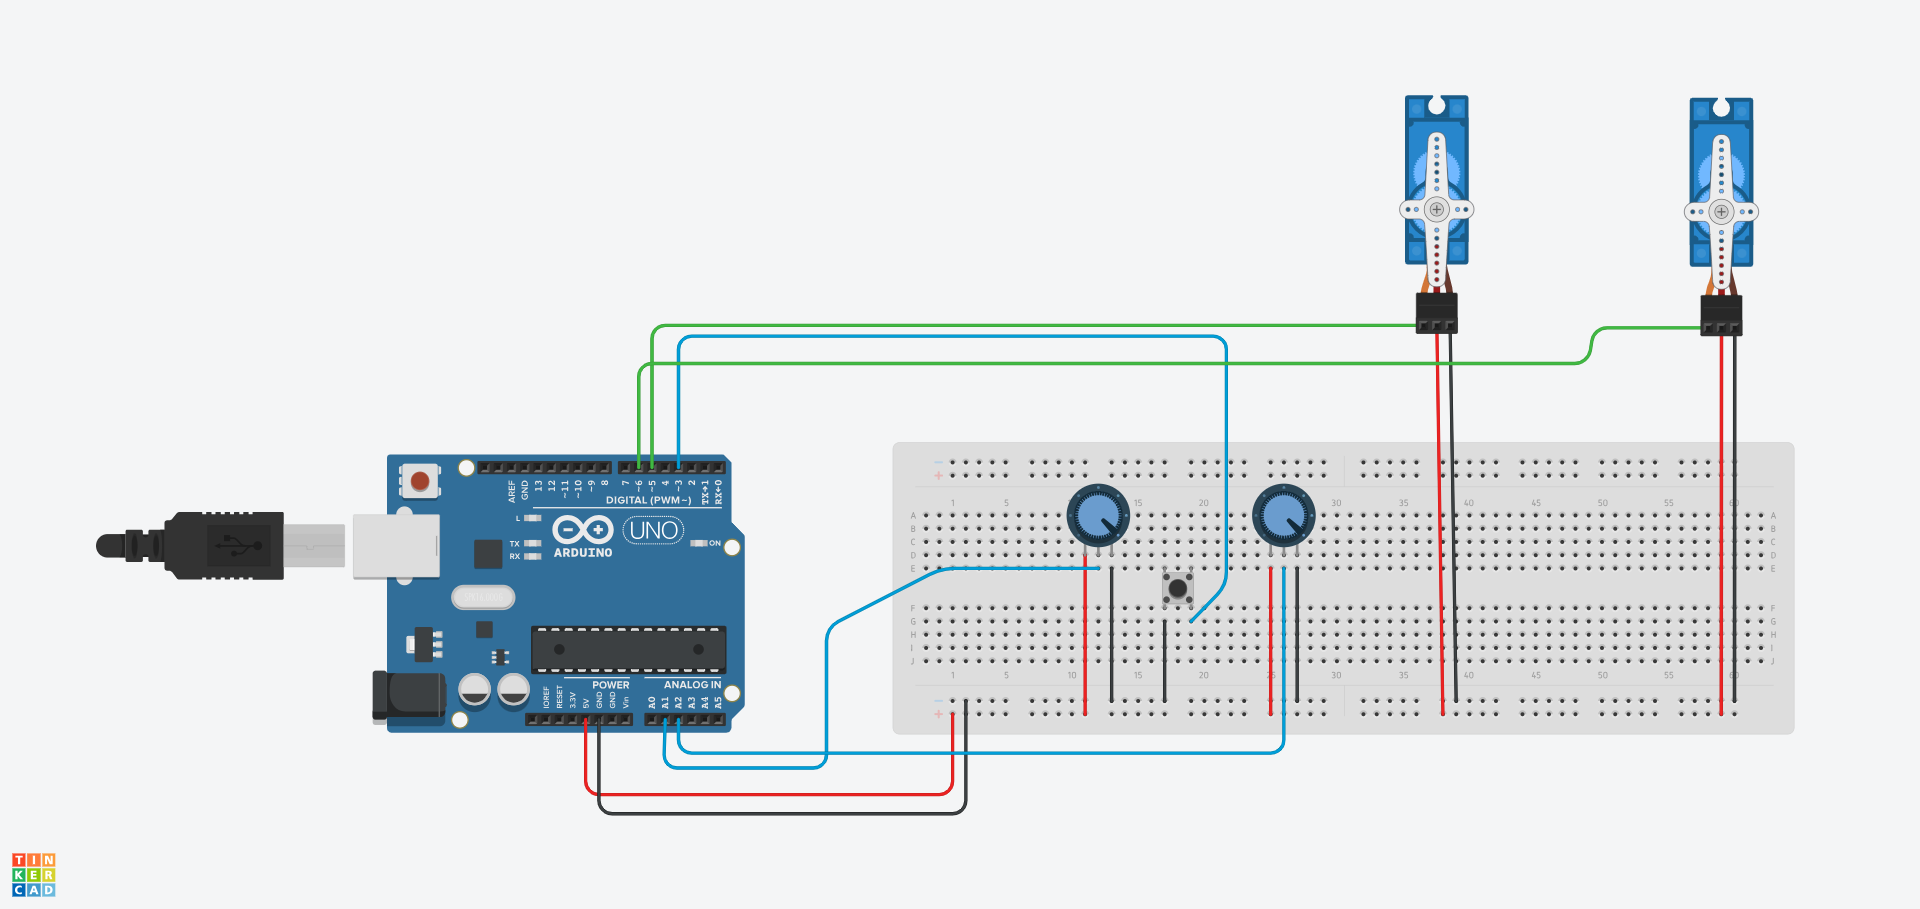 AREF
GND
13
12
~11
~10
~9
8
7
~6
~5
4
~3
2
TX→1
RX←0
DIGITAL (PWM~)
L
TX
RX
ARDUINO
UNO
ON
POWER
ANALOG IN
IOREF
RESET
3.3V
5V
GND
GND
Vin
A0
A1
A2
A3
A4
A5
- +
1 5 15 20 30 35 40 45 50 55 60
A A
B B
C C
D D
E E
F F
G G
H H
I I
J J
1 5 10 15 20 25 30 35 40 45 50 55 60
- +
TIN
KER
CAD